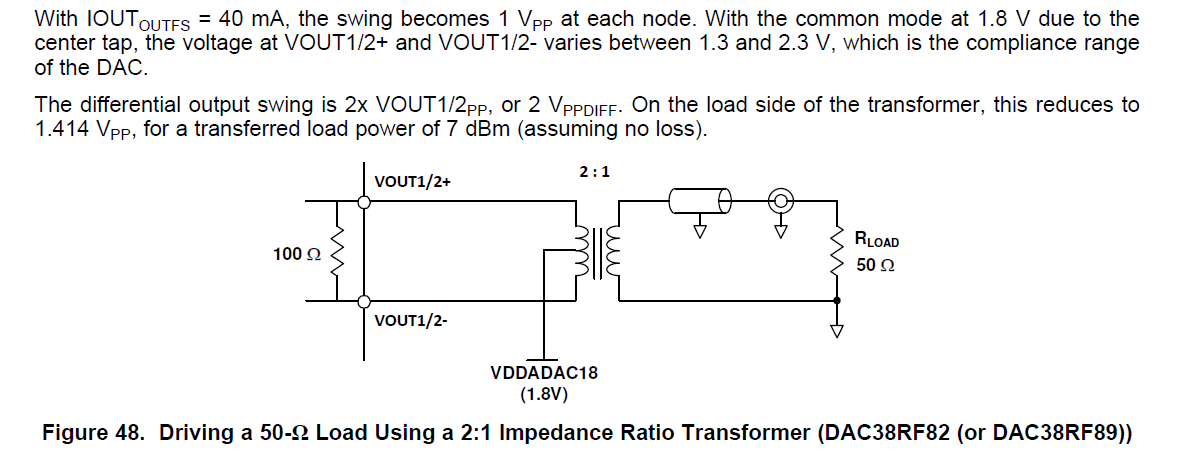 With IOUTOUTFS = 40 mA, the swing becomes 1 VPP at each node. With the common mode at 1.8 V due to the
center tap, the voltage at VOUT1/2+ and VOUT1/2- varies between 1.3 and 2.3 V, which is the compliance range
of the DAC.
The differential output swing is 2x VOUT1/2PP, or 2 VPPDIFF. On the load side of the transformer, this reduces to
1.414 VPP, for a transferred load power of 7 dBm (assuming no loss).
2 : 1
VOUT1/2+
RLOAD
100 Ω
50 Ω
VOUT1/2-
VDDADAC18
(1.8V)
Figure 48. Driving a 50-Ω Load Using a 2:1 Impedance Ratio Transformer (DAC38RF82 (or DAC38RF89))